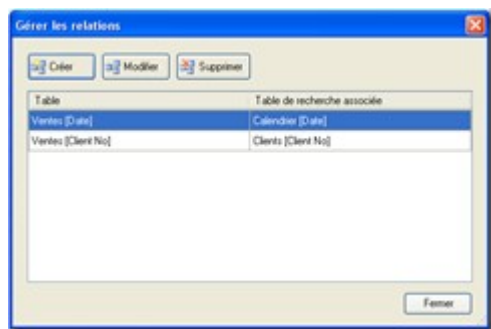 Gérer les relations
Créer Modifier Supprimer
Table Table de recherche associée
Ventes [Date] Calendrier [Date]
Ventes [Client No] Clients [Client No]
Fermer